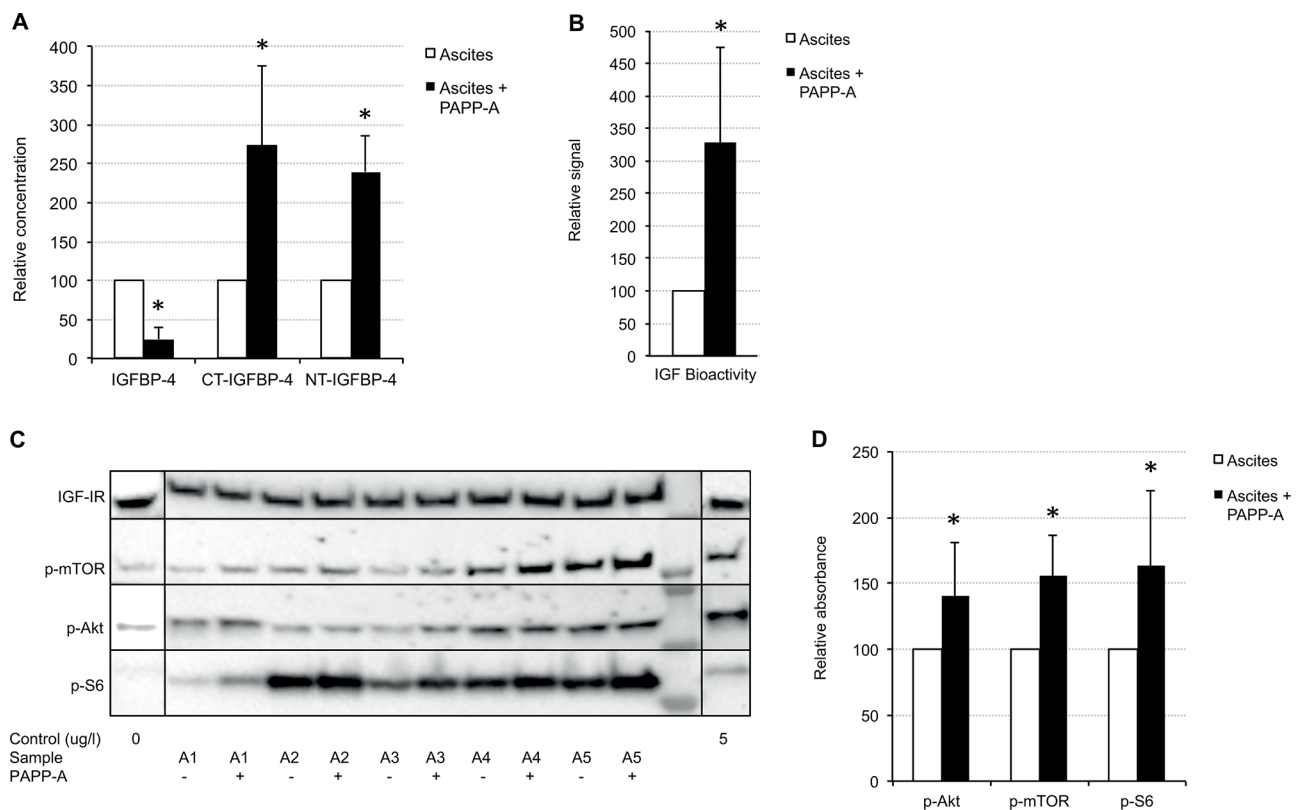 A
Relative concentration
400
350
300
250
200
150
100
50
0
*
*
*
IGFBP-4 CT-IGFBP-4 NT-IGFBP-4
Ascites
Ascites +
PAPP-A
B
Relative signal
500
450
400
350
300
250
200
150
100
50
0
*
IGF Bioactivity
Ascites
Ascites +
PAPP-A
C
IGF-IR
p-mTOR
p-Akt
p-S6
Control (ug/l) 0 5
Sample A1 A1 A2 A2 A3 A3 A4 A4 A5 A5
PAPP-A - + - + - + - + - +
D
Relative absorbance
250
200
150
100
50
0
*
*
*
p-Akt p-mTOR p-S6
Ascites
Ascites +
PAPP-A